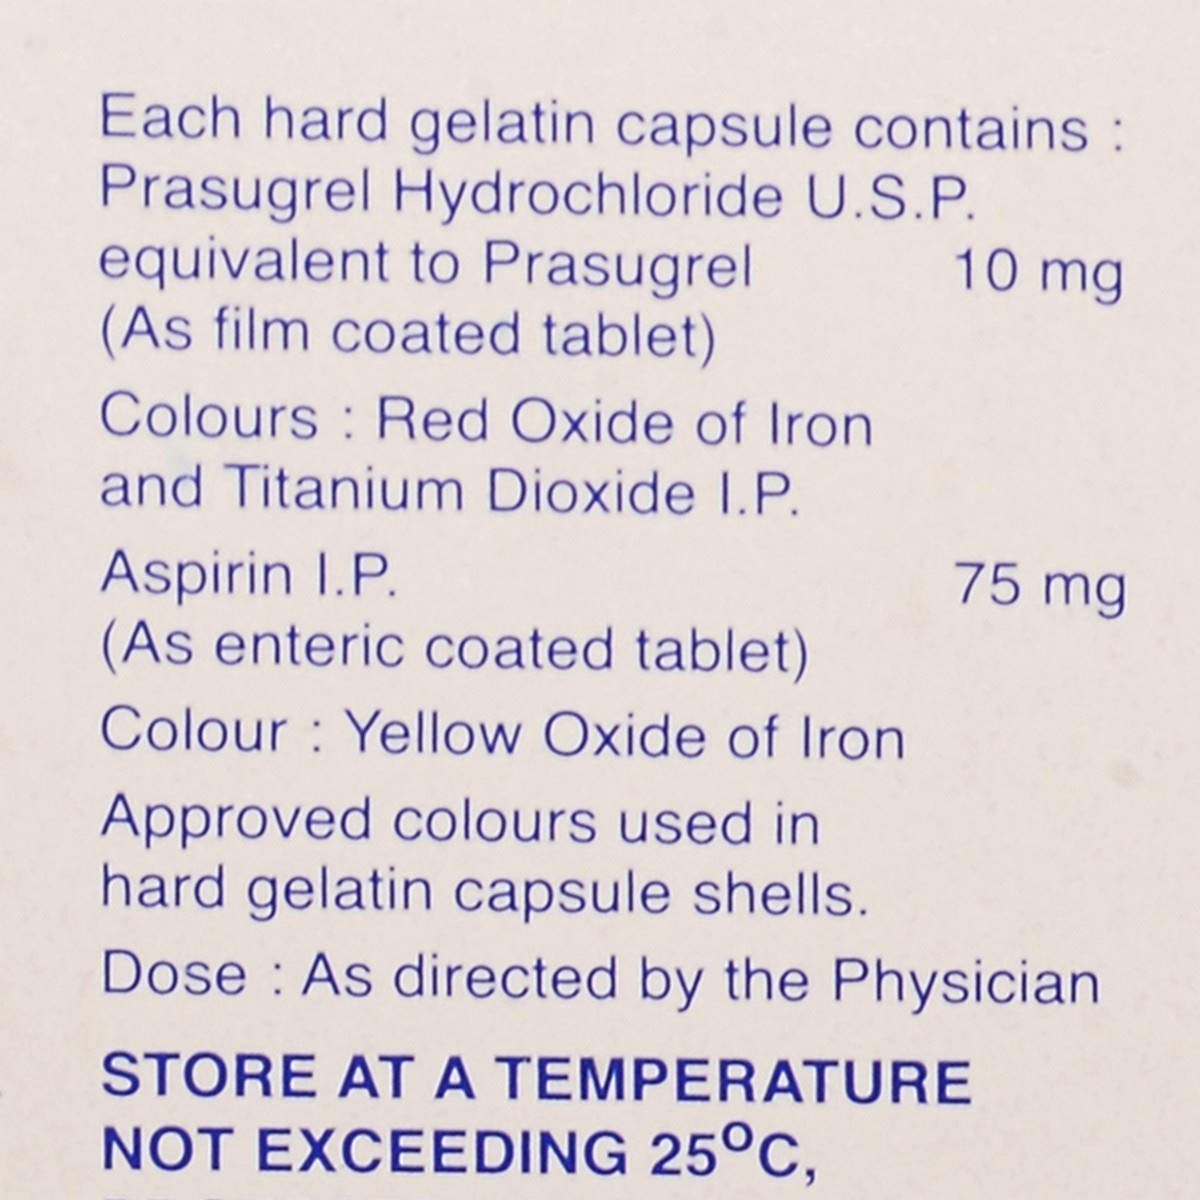 Each hard gelatin capsule contains :
Prasugrel Hydrochloride U.S.P.
equivalent to Prasugrel 10 mg
(As film coated tablet)
Colours : Red Oxide of Iron
and Titanium Dioxide I.P.
Aspirin I.P. 75 mg
(As enteric coated tablet)
Colour : Yellow Oxide of Iron
Approved colours used in
hard gelatin capsule shells.
Dose : As directed by the Physician
STORE AT A TEMPERATURE
NOT EXCEEDING 25°C,